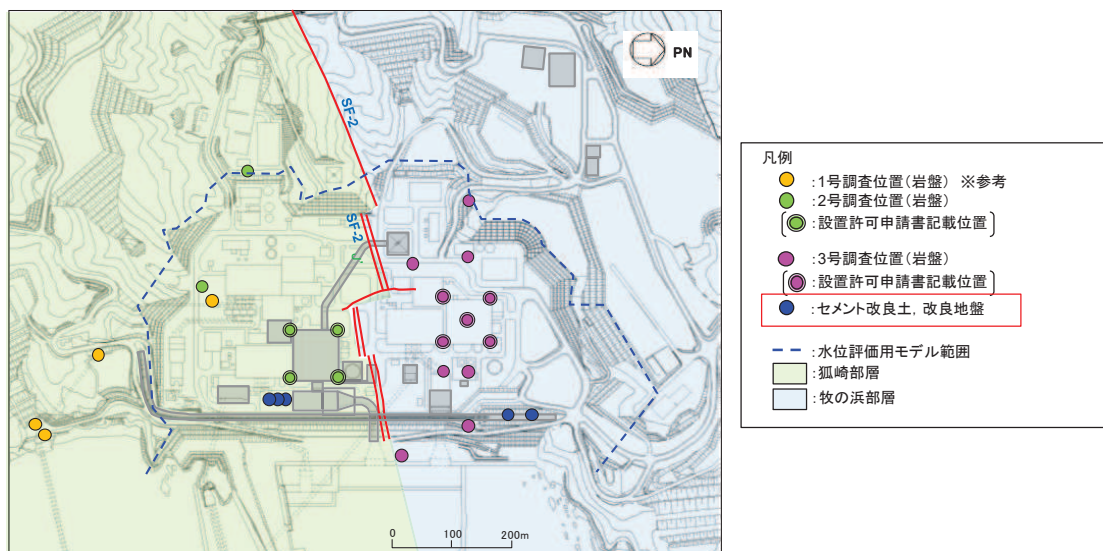 PN
SF-2
SF-2
0 100 200m
凡例
:1号調査位置(岩盤) ※参考
:2号調査位置(岩盤)
:設置許可申請書記載位置
:3号調査位置(岩盤)
:設置許可申請書記載位置
:セメント改良土,改良地盤
:水位評価用モデル範囲
:狐崎部層
:牧の浜部層